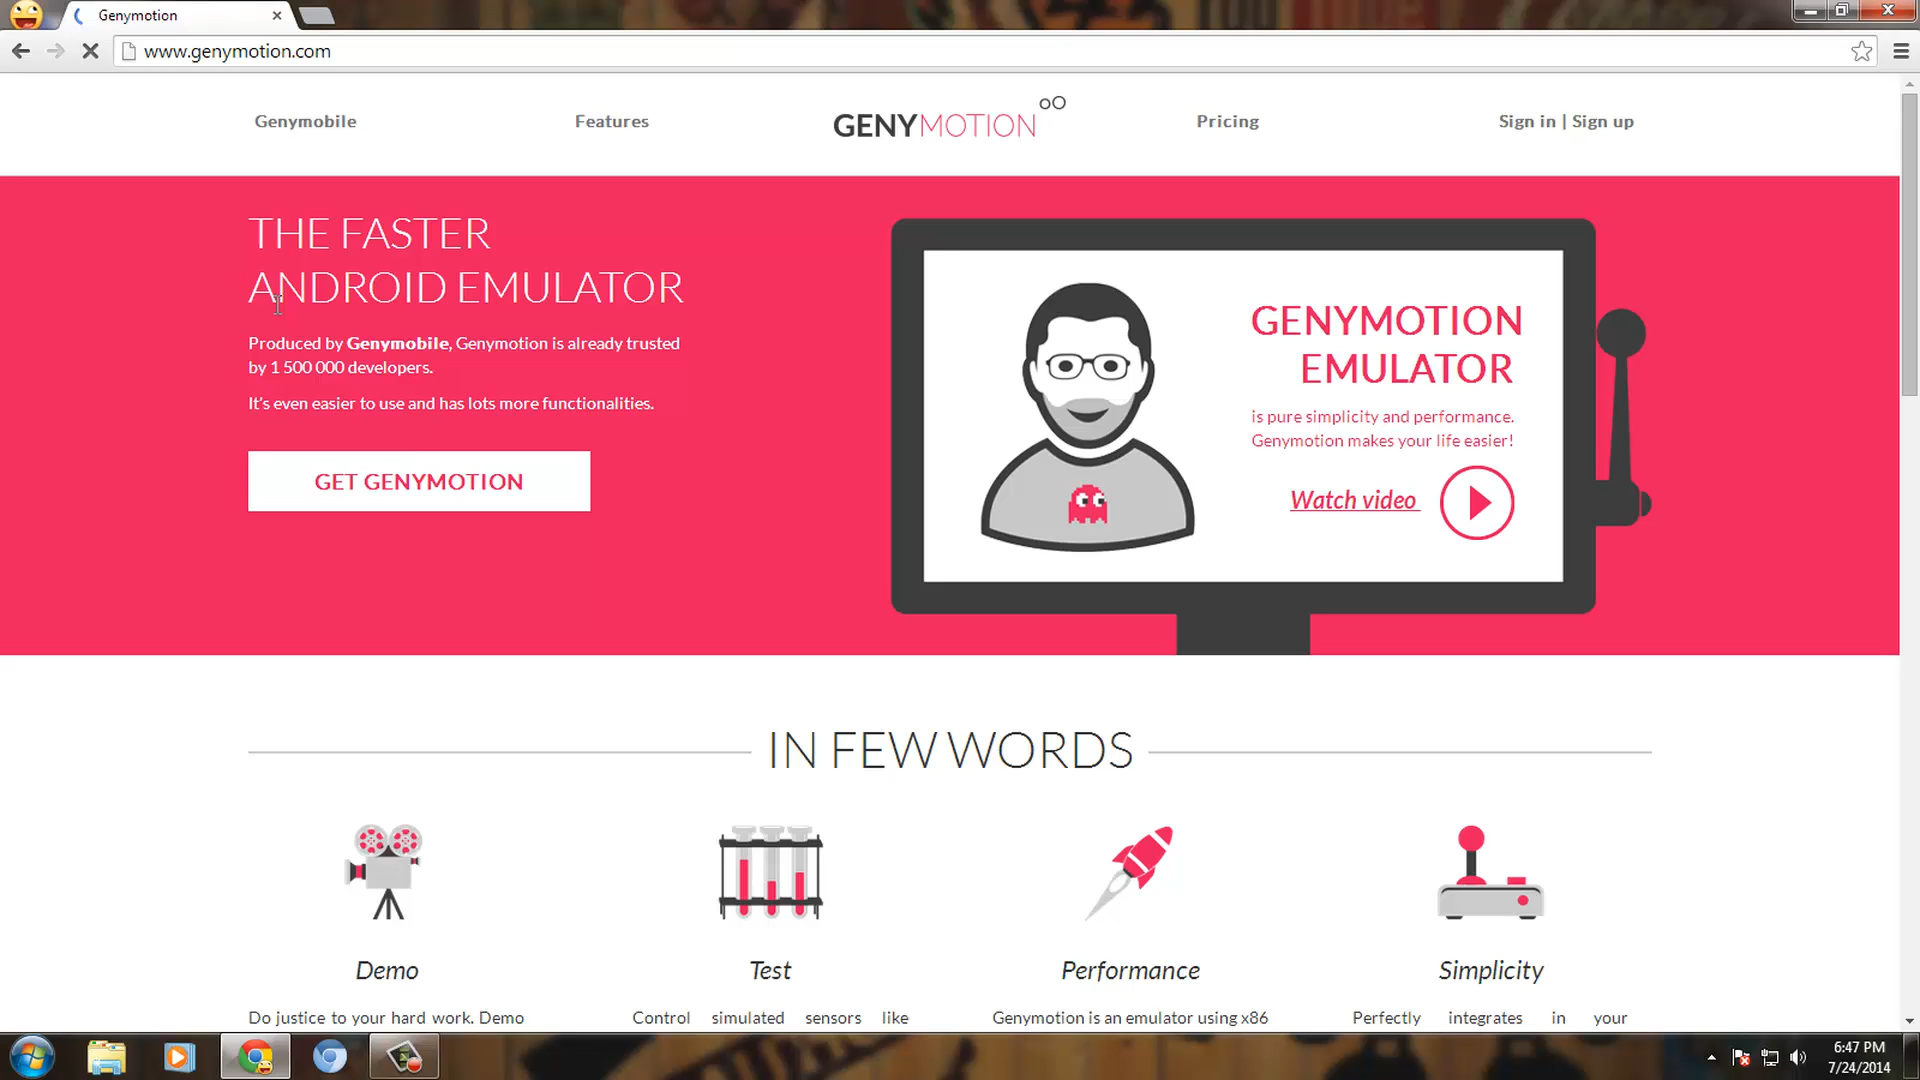 Genymotion
www.genymotion.com
Genymobile
Features
GENYMOTION
Pricing
Sign in | Sign up
THE FASTER
ANDROID EMULATOR
Produced by Genymobile, Genymotion is already trusted
by 1 500 000 developers.
It's even easier to use and has lots more functionalities.
GET GENYMOTION
GENYMOTION
EMULATOR
is pure simplicity and performance.
Genymotion makes your life easier!
Watch video
IN FEW WORDS
Demo
Test
Performance
Simplicity
Do justice to your hard work. Demo
Control simulated sensors like
Genymotion is an emulator using x86
Perfectly integrates in your
6:47 PM
7/24/2014